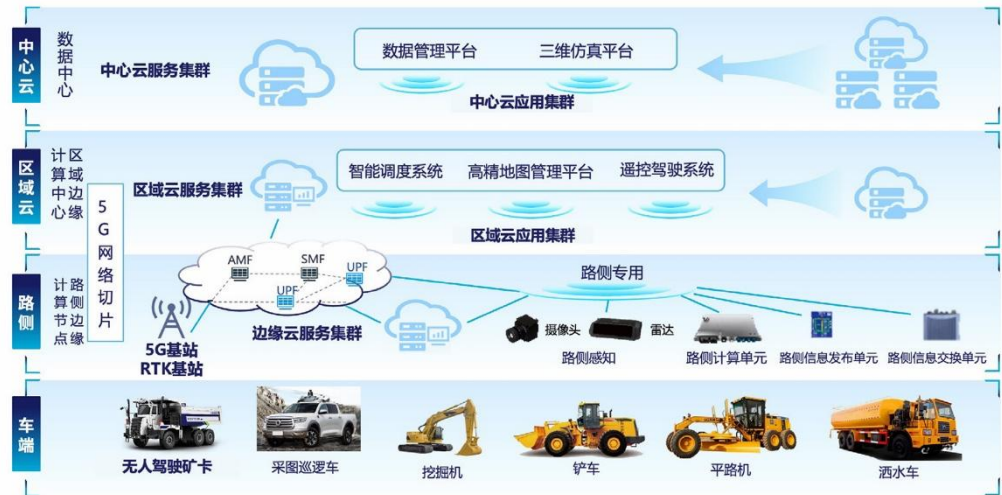 中心云
数据中心
中心云服务集群
数据管理平台
三维仿真平台
中心云应用集群
区域云
区域边缘
计算中心
区域云服务集群
智能调度系统
高精地图管理平台
遥控驾驶系统
区域云应用集群
5G网络切片
路侧
路侧边缘
计算节点
AMF
SMF
UPF
UPF
边缘云服务集群
5G基站
RTK基站
路侧专用
摄像头
雷达
路侧感知
路侧计算单元
路侧信息发布单元
路侧信息交换单元
车端
无人驾驶矿卡
采图巡逻车
挖掘机
铲车
平路机
洒水车